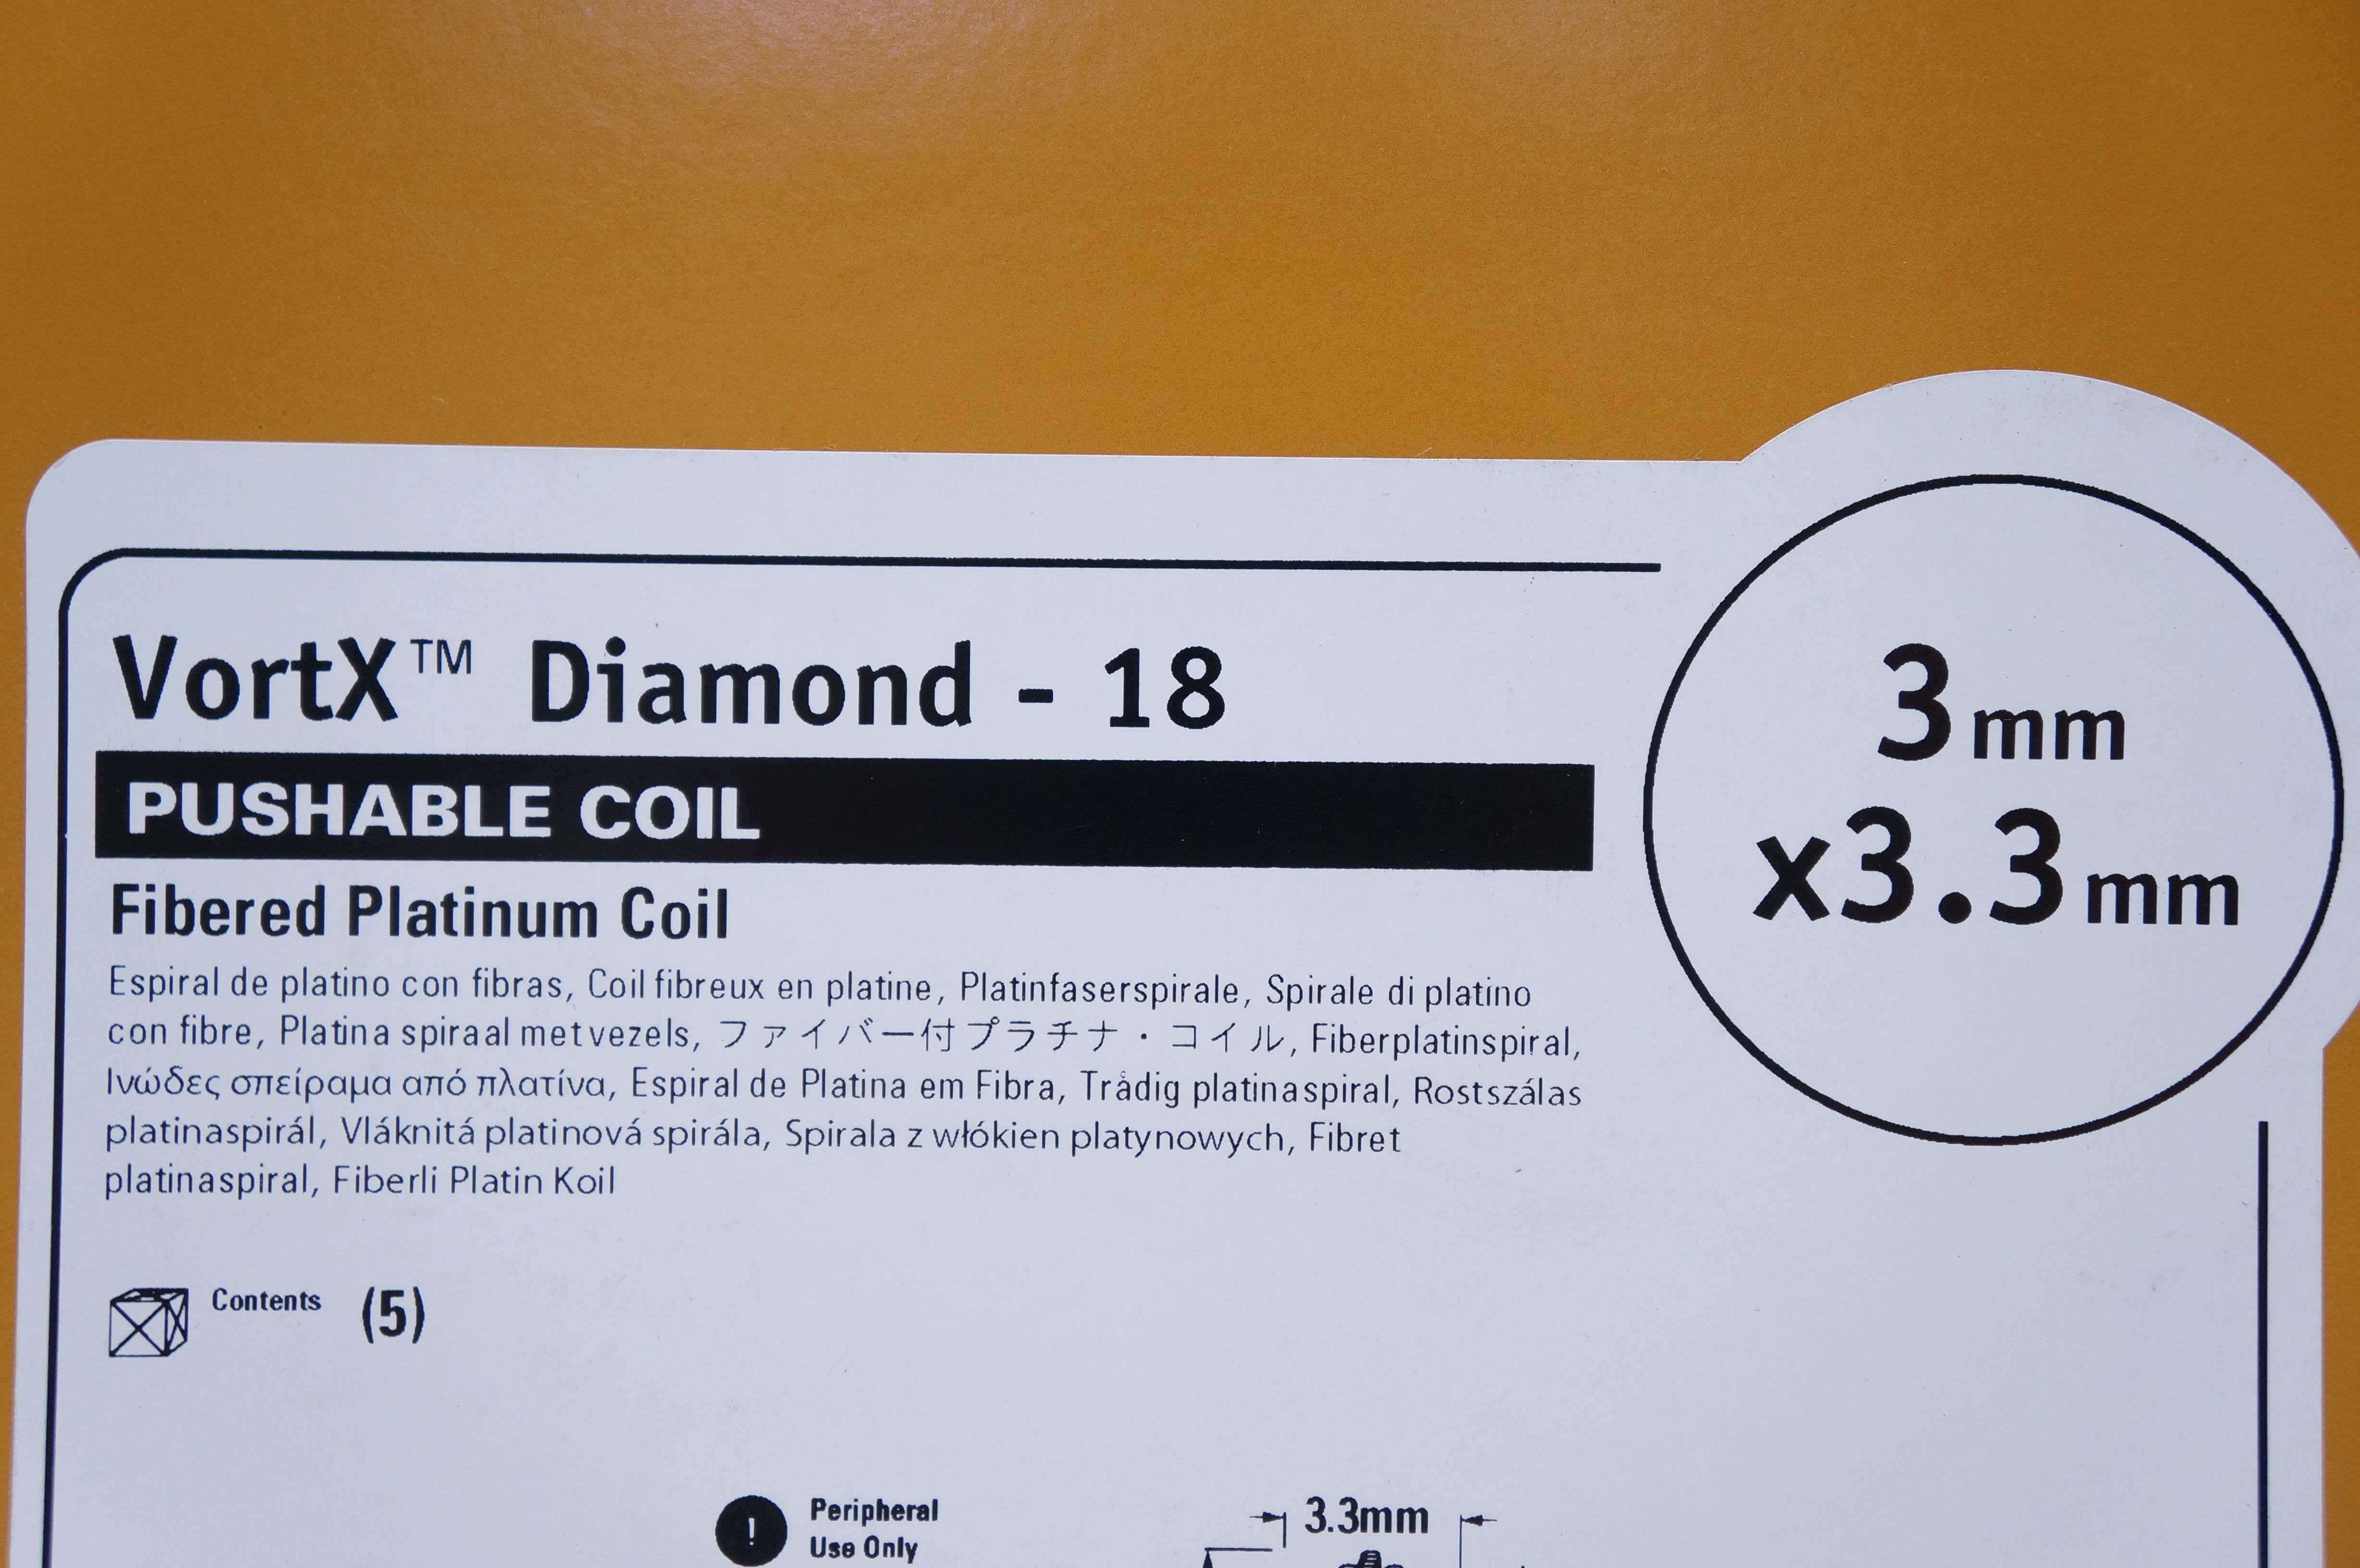 VortX™ Diamond - 18
PUSHABLE COIL
Fibered Platinum Coil
3mm
x3.3mm
Espiral de platino con fibras, Coil fibreux en platine, Platinfaserspirale, Spirale di platino
con fibre, Platina spiraal met vezels, ファイバー付プラチナ・コイル, Fiberplatinspiral,
Ινώδες σπείραμα από πλατίνα, Espiral de Platina em Fibra, Trådig platinaspiral, Rostszálas
platinaspirál, Vláknitá platinová spirála, Spirala z włókien platynowych, Fibret
platinaspiral, Fiberli Platin Koil
Contents (5)
! Peripheral
Use Only
3.3mm